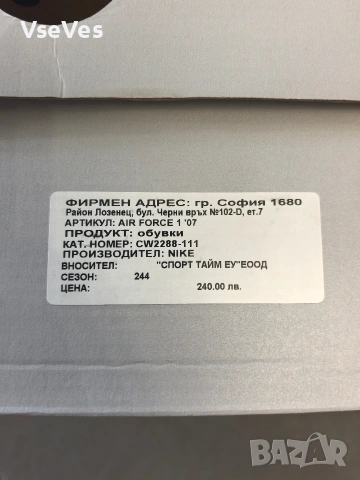 VseVes
ФИРМЕН АДРЕС: гр. София 1680
Район Лозенец, бул. Черни връх №102-D, ет.7
АРТИКУЛ: AIR FORCE 1 '07
ПРОДУКТ: обувки
КАТ. НОМЕР: CW2288-111
ПРОИЗВОДИТЕЛ: NIKE
ВНОСИТЕЛ: "СПОРТ ТАЙМ ЕУ"ЕООД
СЕЗОН: 244
ЦЕНА: 240.00 лв.
BAZAR